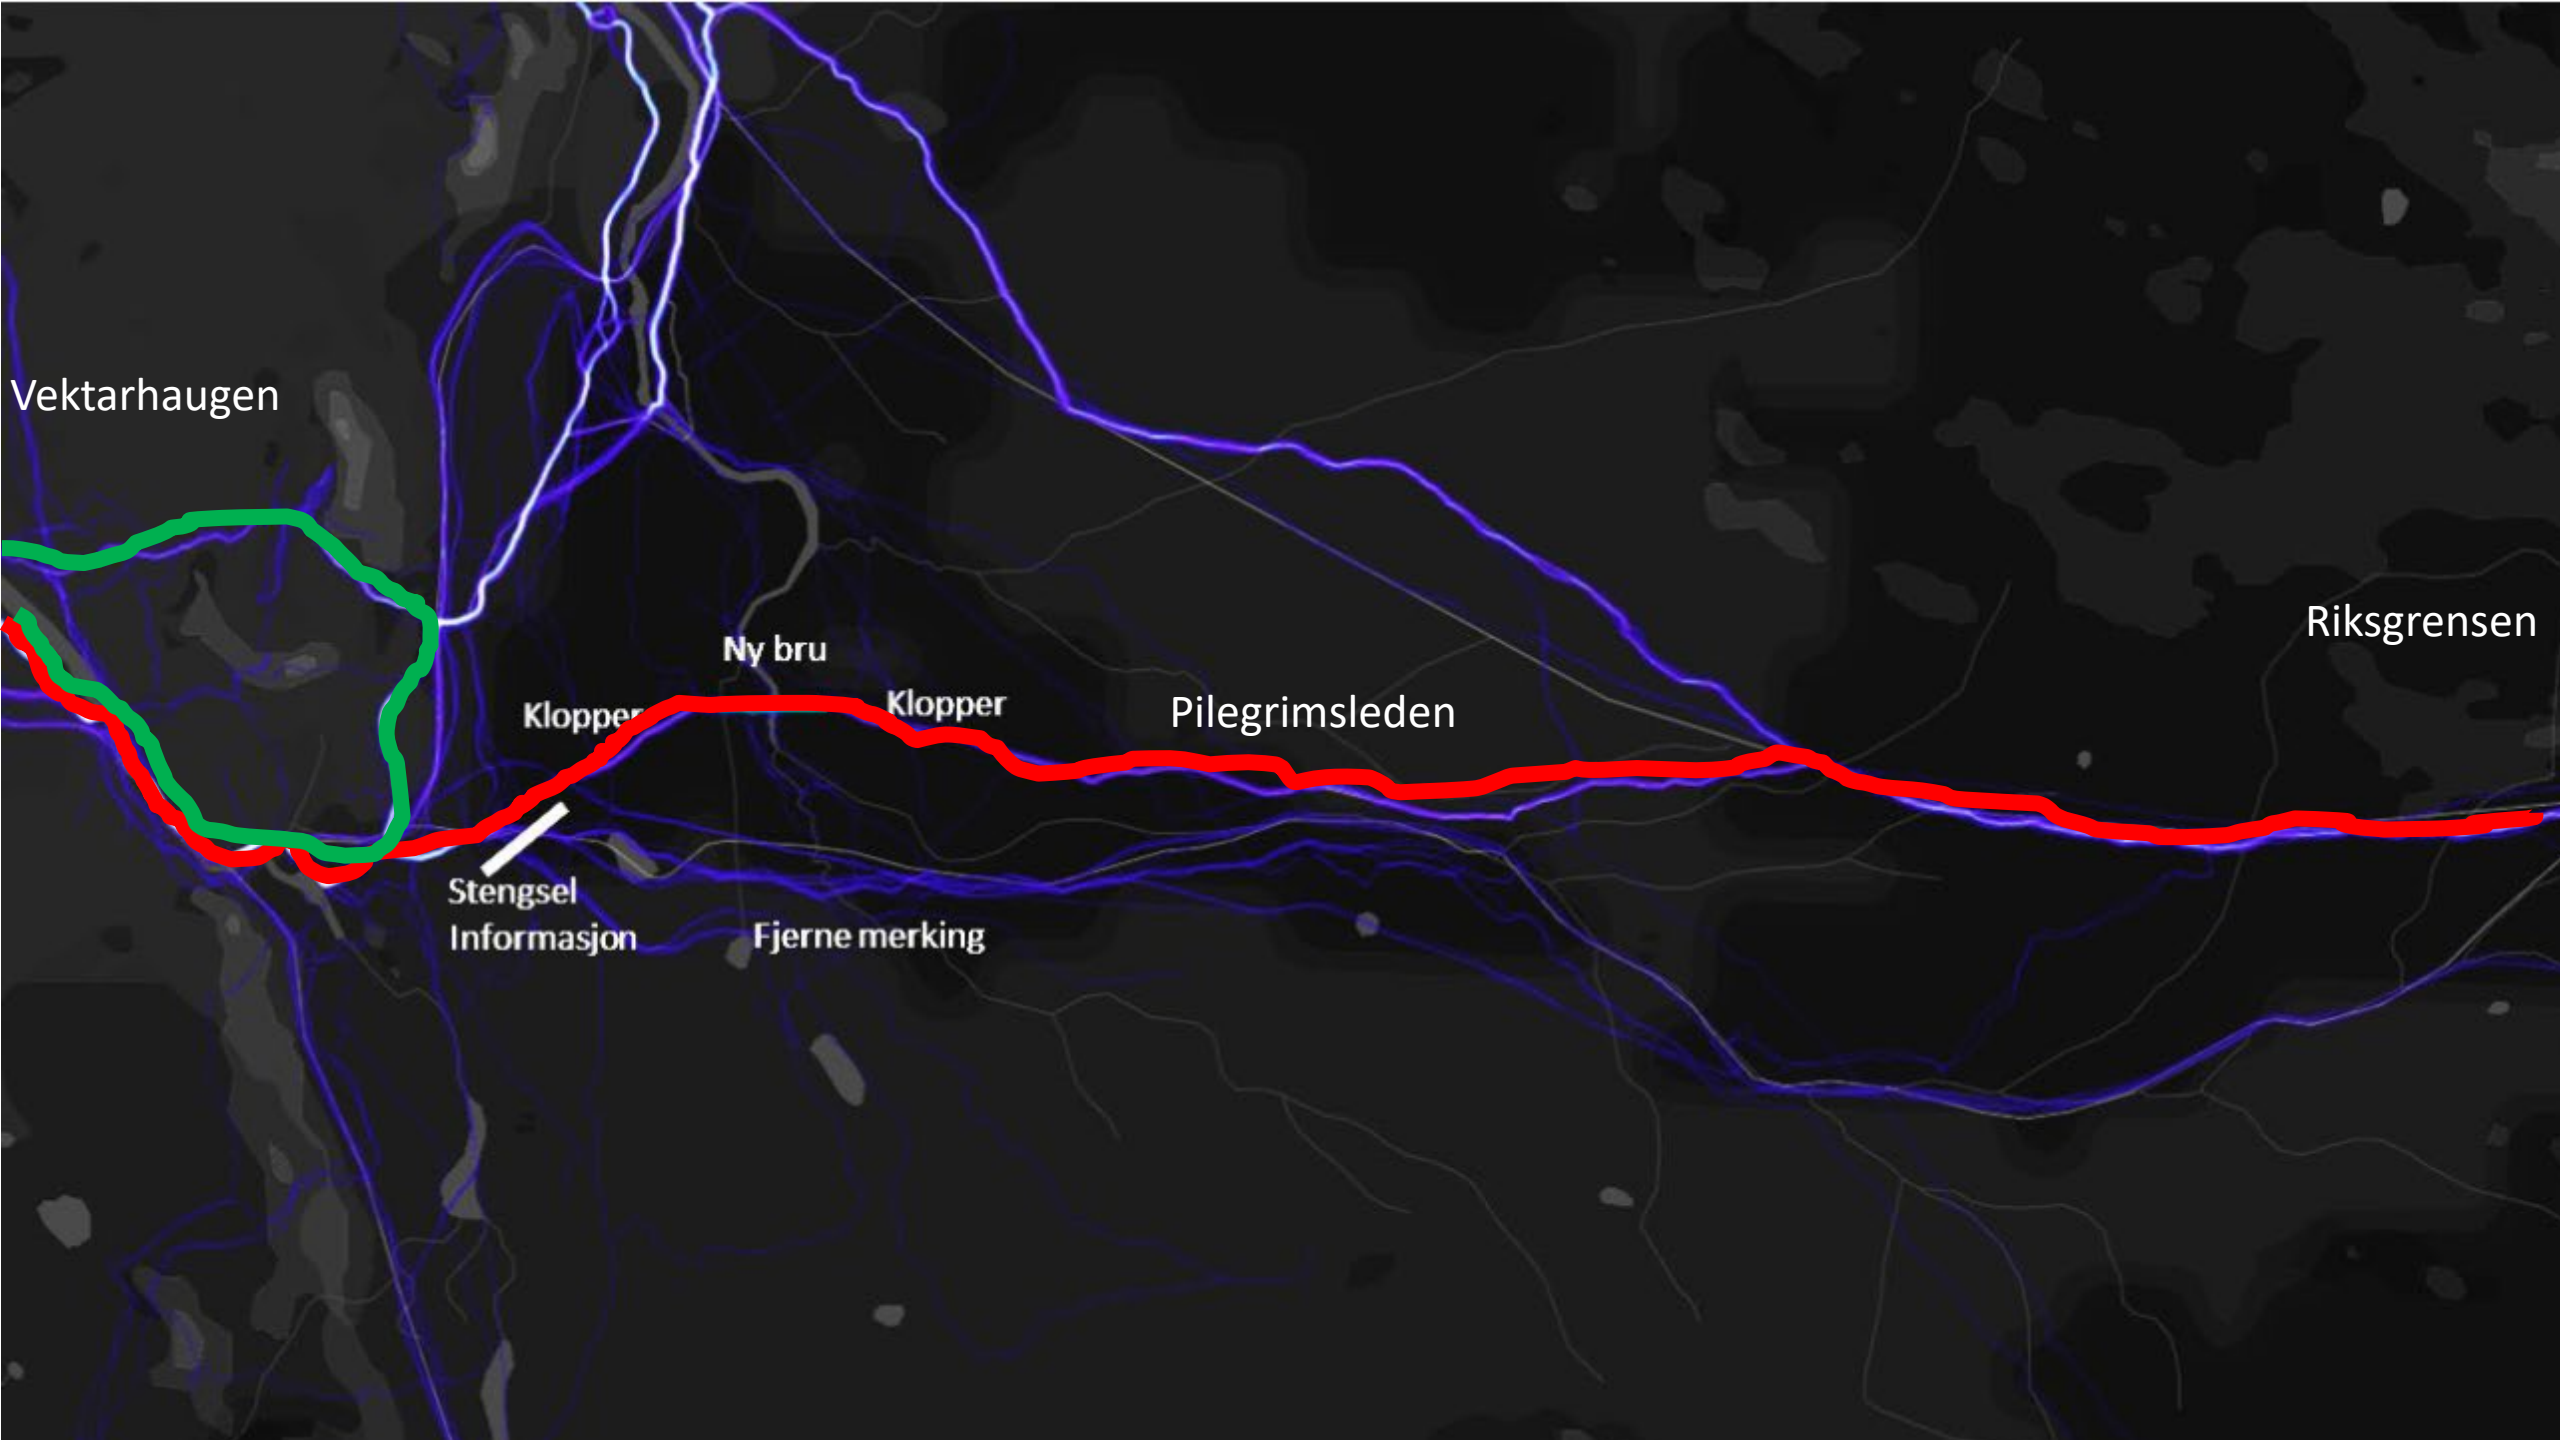 Vektarhaugen
Riksgrensen
Ny bru
Klopper
Klopper
Pilegrimsleden
Stengsel
Informasjon
Fjerne merking